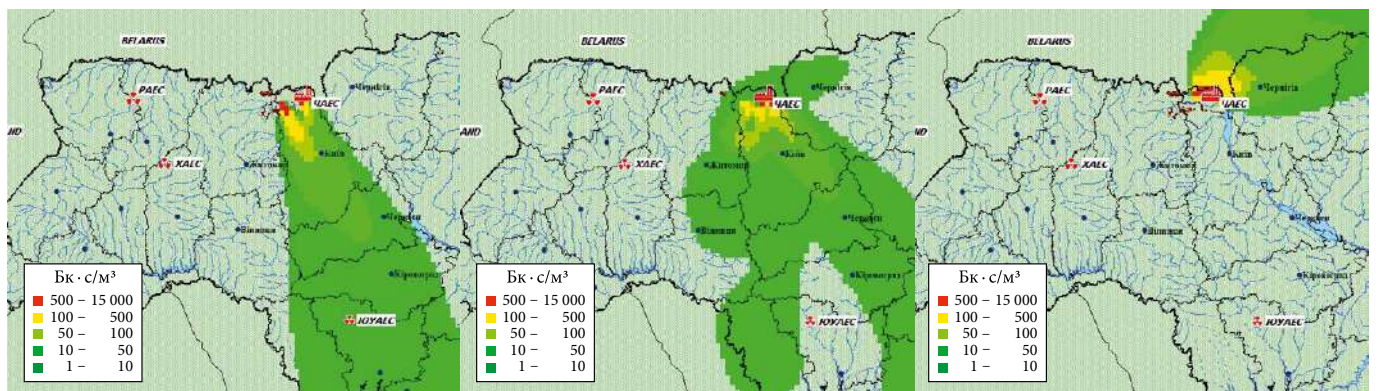 BELARUS
РАЕС
ЧАЕС
Чернігів
ХАЕС
Житомир
Київ
Вінниця
Черкаси
Кіровоград
ЮУАЕС
Бк · с/м³
500 – 15 000
100 – 500
50 – 100
10 – 50
1 – 10
BELARUS
РАЕС
ЧАЕС
Чернігів
AND
ХАЕС
Житомир
Київ
Вінниця
Черкаси
Кіровоград
ЮУАЕС
Бк · с/м³
500 – 15 000
100 – 500
50 – 100
10 – 50
1 – 10
BELARUS
РАЕС
ЧАЕС
Чернігів
AND
ХАЕС
Житомир
Київ
Вінниця
Черкаси
Кіровоград
ЮУАЕС
Бк · с/м³
500 – 15 000
100 – 500
50 – 100
10 – 50
1 – 10